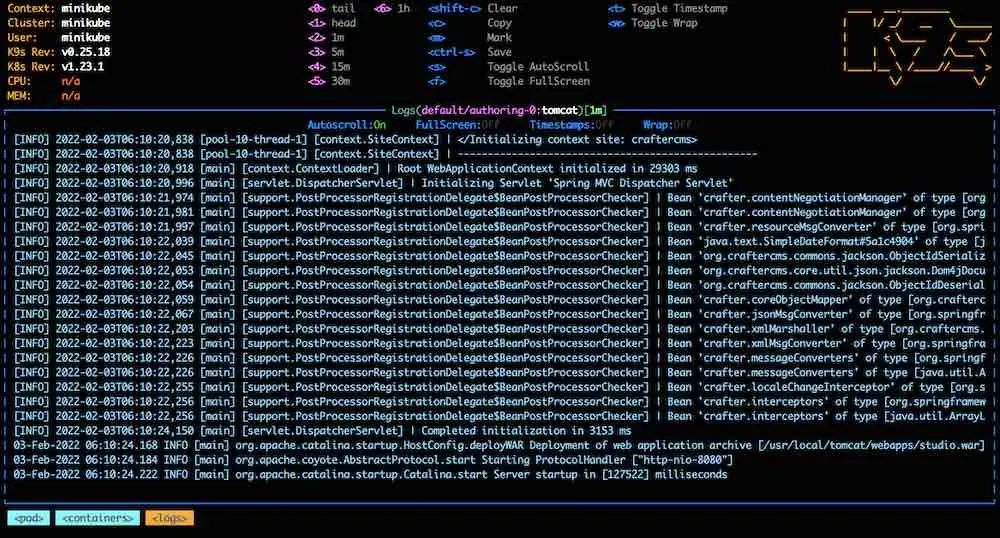 Context: minikube <0> tail <6> 1h <shift-c> Clear <t> Toggle Timestamp
Cluster: minikube <1> head <c> Copy <w> Toggle Wrap
User: minikube <2> 1m <m> Mark
K9s Rev: v0.25.18 <3> 5m <ctrl-s> Save
K8s Rev: v1.23.1 <4> 15m <s> Toggle AutoScroll
CPU: n/a <5> 30m <f> Toggle FullScreen
MEM: n/a
K9s
Logs(default/authoring-0:tomcat)[1m]
Autoscroll:On FullScreen:Off Timestamps:Off Wrap:Off
[INFO] 2022-02-03T06:10:20,838 [pool-10-thread-1] [context.SiteContext] | </Initializing context site: craftercms>
[INFO] 2022-02-03T06:10:20,838 [pool-10-thread-1] [context.SiteContext] | --------------------------------------------------
[INFO] 2022-02-03T06:10:20,918 [main] [context.ContextLoader] | Root WebApplicationContext initialized in 29303 ms
[INFO] 2022-02-03T06:10:20,996 [main] [servlet.DispatcherServlet] | Initializing Servlet 'Spring MVC Dispatcher Servlet'
[INFO] 2022-02-03T06:10:21,974 [main] [support.PostProcessorRegistrationDelegate$BeanPostProcessorChecker] | Bean 'crafter.contentNegotiationManager' of type [org
[INFO] 2022-02-03T06:10:21,981 [main] [support.PostProcessorRegistrationDelegate$BeanPostProcessorChecker] | Bean 'crafter.contentNegotiationManager' of type [org
[INFO] 2022-02-03T06:10:21,997 [main] [support.PostProcessorRegistrationDelegate$BeanPostProcessorChecker] | Bean 'crafter.resourceMsgConverter' of type [org.spri
[INFO] 2022-02-03T06:10:22,039 [main] [support.PostProcessorRegistrationDelegate$BeanPostProcessorChecker] | Bean 'java.text.SimpleDateFormat#5a1c4904' of type [j
[INFO] 2022-02-03T06:10:22,045 [main] [support.PostProcessorRegistrationDelegate$BeanPostProcessorChecker] | Bean 'org.craftercms.commons.jackson.ObjectIdSerializ
[INFO] 2022-02-03T06:10:22,053 [main] [support.PostProcessorRegistrationDelegate$BeanPostProcessorChecker] | Bean 'org.craftercms.core.util.json.jackson.Dom4jDocu
[INFO] 2022-02-03T06:10:22,054 [main] [support.PostProcessorRegistrationDelegate$BeanPostProcessorChecker] | Bean 'org.craftercms.commons.jackson.ObjectIdDeserial
[INFO] 2022-02-03T06:10:22,059 [main] [support.PostProcessorRegistrationDelegate$BeanPostProcessorChecker] | Bean 'crafter.coreObjectMapper' of type [org.crafterc
[INFO] 2022-02-03T06:10:22,067 [main] [support.PostProcessorRegistrationDelegate$BeanPostProcessorChecker] | Bean 'crafter.jsonMsgConverter' of type [org.springfr
[INFO] 2022-02-03T06:10:22,203 [main] [support.PostProcessorRegistrationDelegate$BeanPostProcessorChecker] | Bean 'crafter.xmlMarshaller' of type [org.craftercms.
[INFO] 2022-02-03T06:10:22,223 [main] [support.PostProcessorRegistrationDelegate$BeanPostProcessorChecker] | Bean 'crafter.xmlMsgConverter' of type [org.springfra
[INFO] 2022-02-03T06:10:22,226 [main] [support.PostProcessorRegistrationDelegate$BeanPostProcessorChecker] | Bean 'crafter.messageConverters' of type [org.springf
[INFO] 2022-02-03T06:10:22,226 [main] [support.PostProcessorRegistrationDelegate$BeanPostProcessorChecker] | Bean 'crafter.messageConverters' of type [java.util.A
[INFO] 2022-02-03T06:10:22,255 [main] [support.PostProcessorRegistrationDelegate$BeanPostProcessorChecker] | Bean 'crafter.localeChangeInterceptor' of type [org.s
[INFO] 2022-02-03T06:10:22,256 [main] [support.PostProcessorRegistrationDelegate$BeanPostProcessorChecker] | Bean 'crafter.interceptors' of type [org.springframew
[INFO] 2022-02-03T06:10:22,256 [main] [support.PostProcessorRegistrationDelegate$BeanPostProcessorChecker] | Bean 'crafter.interceptors' of type [java.util.ArrayL
[INFO] 2022-02-03T06:10:24,150 [main] [servlet.DispatcherServlet] | Completed initialization in 3153 ms
03-Feb-2022 06:10:24.168 INFO [main] org.apache.catalina.startup.HostConfig.deployWAR Deployment of web application archive [/usr/local/tomcat/webapps/studio.war]
03-Feb-2022 06:10:24.184 INFO [main] org.apache.coyote.AbstractProtocol.start Starting ProtocolHandler ["http-nio-8080"]
03-Feb-2022 06:10:24.222 INFO [main] org.apache.catalina.startup.Catalina.start Server startup in [127522] milliseconds
<pod> <containers> <logs>